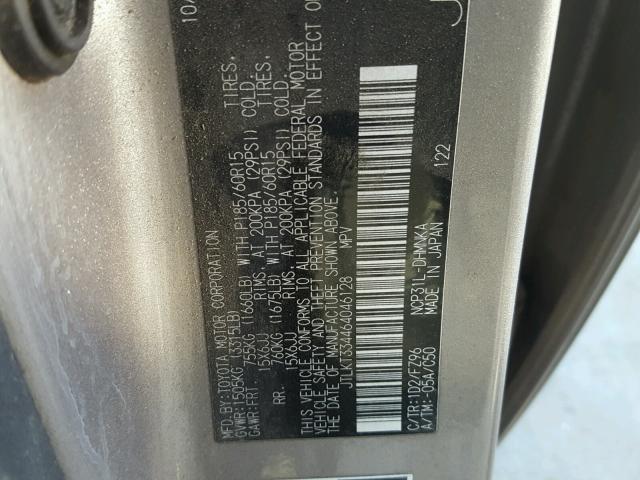 MFD.BY:TOYOTA MOTOR CORPORATION 10/
GVWR:1505KG (3315LB)
GAWR:FRT. 755KG (1660LB) WITH P185/60R15 TIRES,
15X6JJ RIMS, AT 200KPA (29PSI) COLD.
RR 760KG (1675LB) WITH P185/60R15 TIRES,
15X6JJ RIMS, AT 200KPA (29PSI) COLD.
THIS VEHICLE CONFORMS TO ALL APPLICABLE FEDERAL MOTOR
VEHICLE SAFETY AND THEFT PREVENTION STANDARDS IN EFFECT O
THE DATE OF MANUFACTURE SHOWN ABOVE.
JTLKT334464046128 MPV
122
C/TR:1D2/FZ96 NCP31L-DHMNKA
A/TM:-05A/C50 MADE IN JAPAN
J